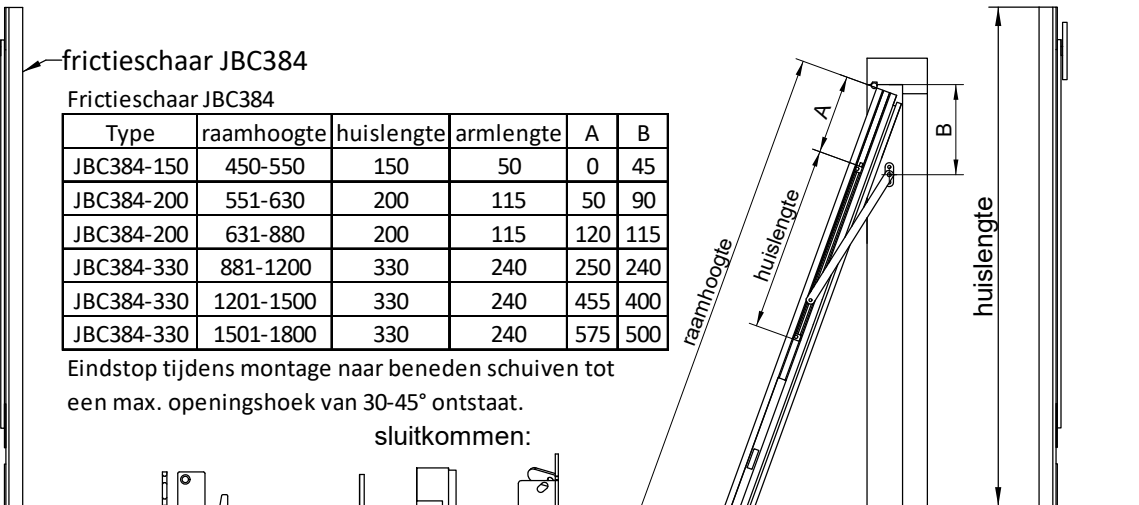 frictieschaar JBC384
Frictieschaar JBC384
Type raamhoogte huislengte armlengte A B
JBC384-150 450-550 150 50 0 45
JBC384-200 551-630 200 115 50 90
JBC384-200 631-880 200 115 120 115
JBC384-330 881-1200 330 240 250 240
JBC384-330 1201-1500 330 240 455 400
JBC384-330 1501-1800 330 240 575 500
Eindstop tijdens montage naar beneden schuiven tot
een max. openingshoek van 30-45° ontstaat.
sluitkommen:
A
B
huislengte
raamhoogte
huislengte